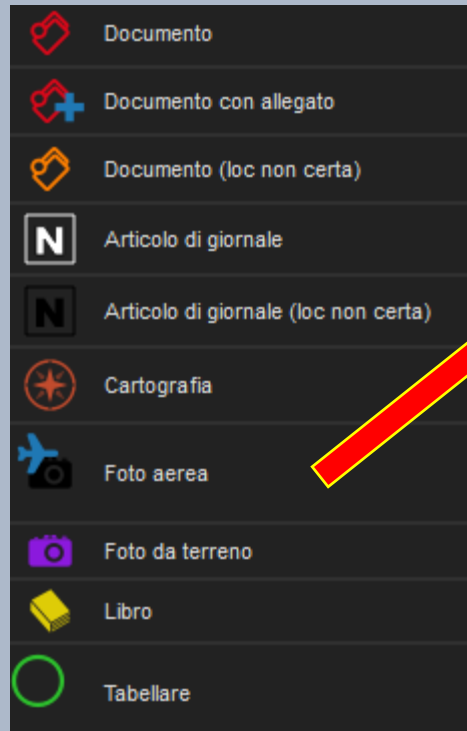 Documento
Documento con allegato
Documento (loc non certa)
N Articolo di giornale
N Articolo di giornale (loc non certa)
Cartografia
Foto aerea
Foto da terreno
Libro
Tabellare